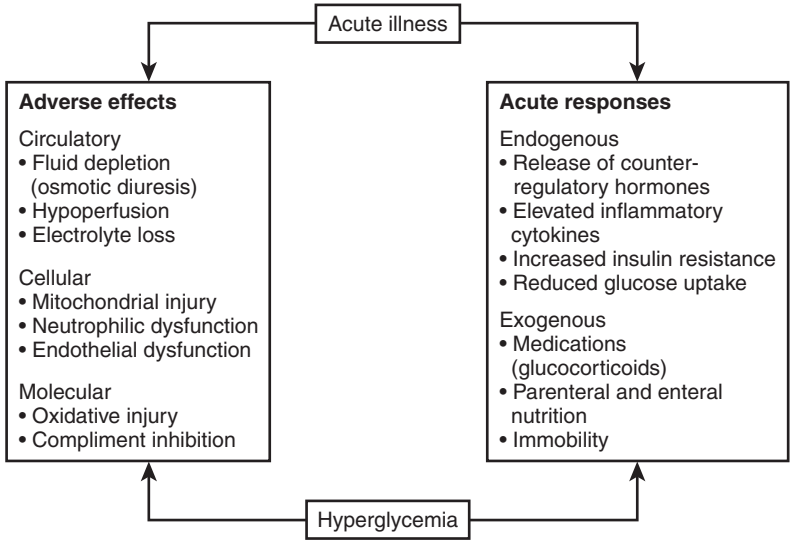 Acute illness
Adverse effects
Circulatory
• Fluid depletion
(osmotic diuresis)
• Hypoperfusion
• Electrolyte loss
Cellular
• Mitochondrial injury
• Neutrophilic dysfunction
• Endothelial dysfunction
Molecular
• Oxidative injury
• Compliment inhibition
Acute responses
Endogenous
• Release of counter-
regulatory hormones
• Elevated inflammatory
cytokines
• Increased insulin resistance
• Reduced glucose uptake
Exogenous
• Medications
(glucocorticoids)
• Parenteral and enteral
nutrition
• Immobility
Hyperglycemia